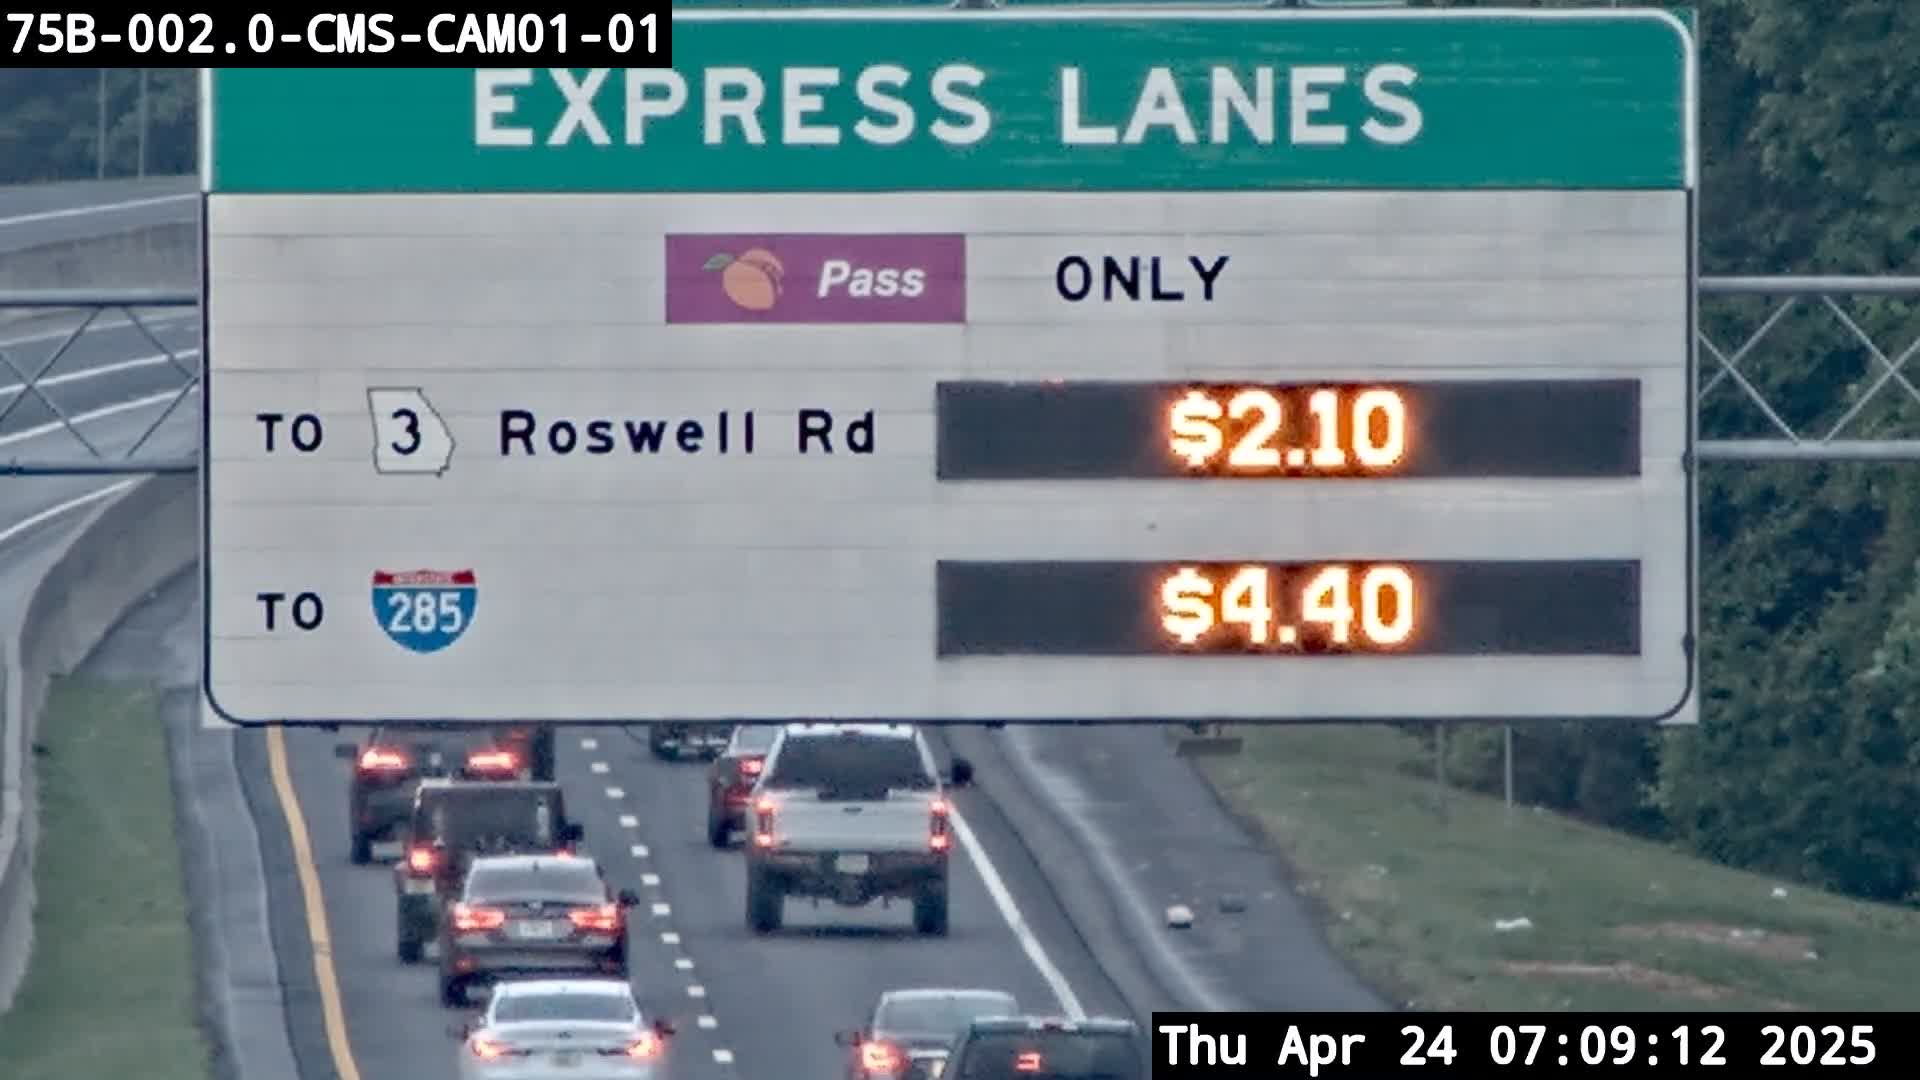 75B-002.0-CMS-CAM01-01
EXPRESS LANES
Pass ONLY
TO 3 Roswell Rd $2.10
TO 285 $4.40
Thu Apr 24 07:09:12 2025